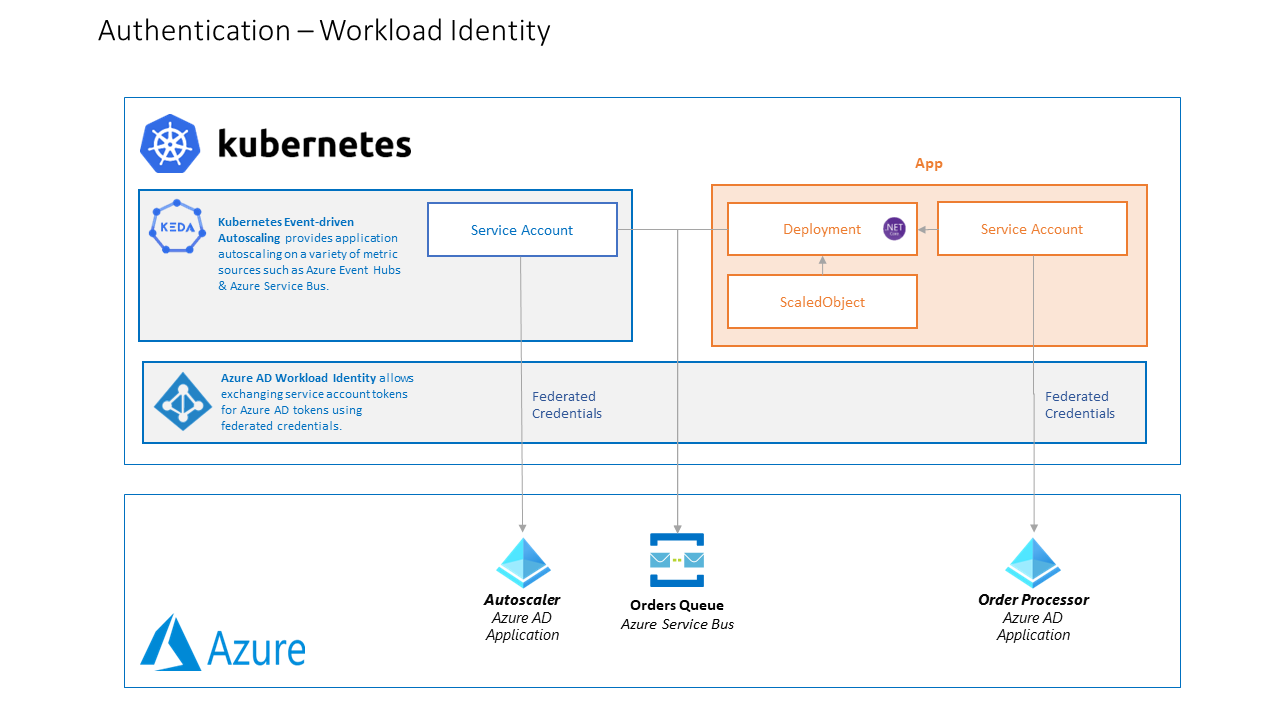 Authentication – Workload Identity
kubernetes
App
KEDA
Kubernetes Event-driven
Autoscaling provides application
autoscaling on a variety of metric
sources such as Azure Event Hubs
& Azure Service Bus.
Service Account
Deployment
.NET
Core
Service Account
ScaledObject
Azure AD Workload Identity allows
exchanging service account tokens
for Azure AD tokens using
federated credentials.
Federated
Credentials
Federated
Credentials
Autoscaler
Azure AD
Application
Orders Queue
Azure Service Bus
Order Processor
Azure AD
Application
Azure